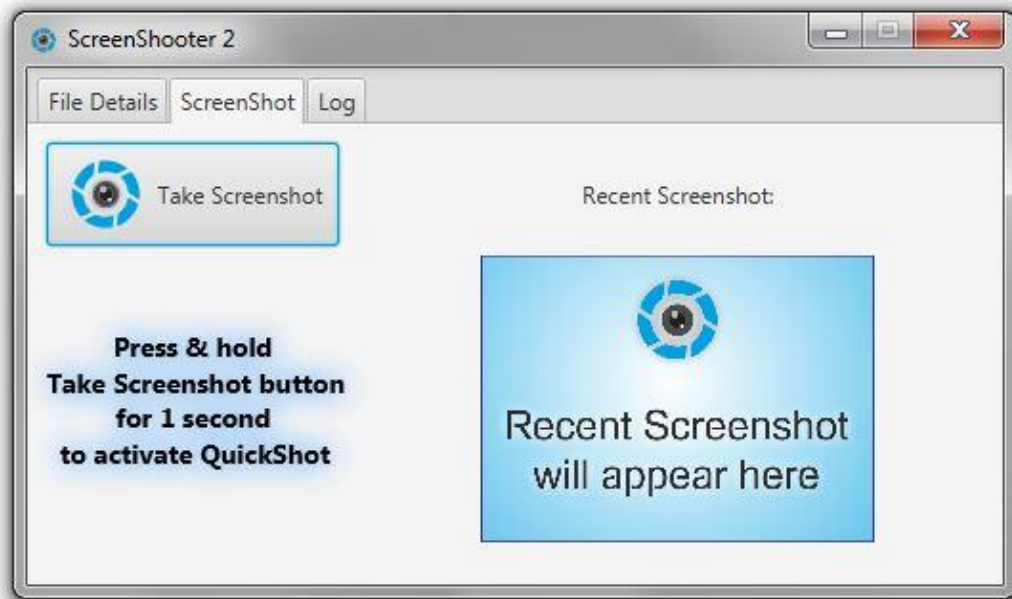 ScreenShooter 2
File Details ScreenShot Log
Take Screenshot
Recent Screenshot:
Press & hold
Take Screenshot button
for 1 second
to activate QuickShot
Recent Screenshot
will appear here